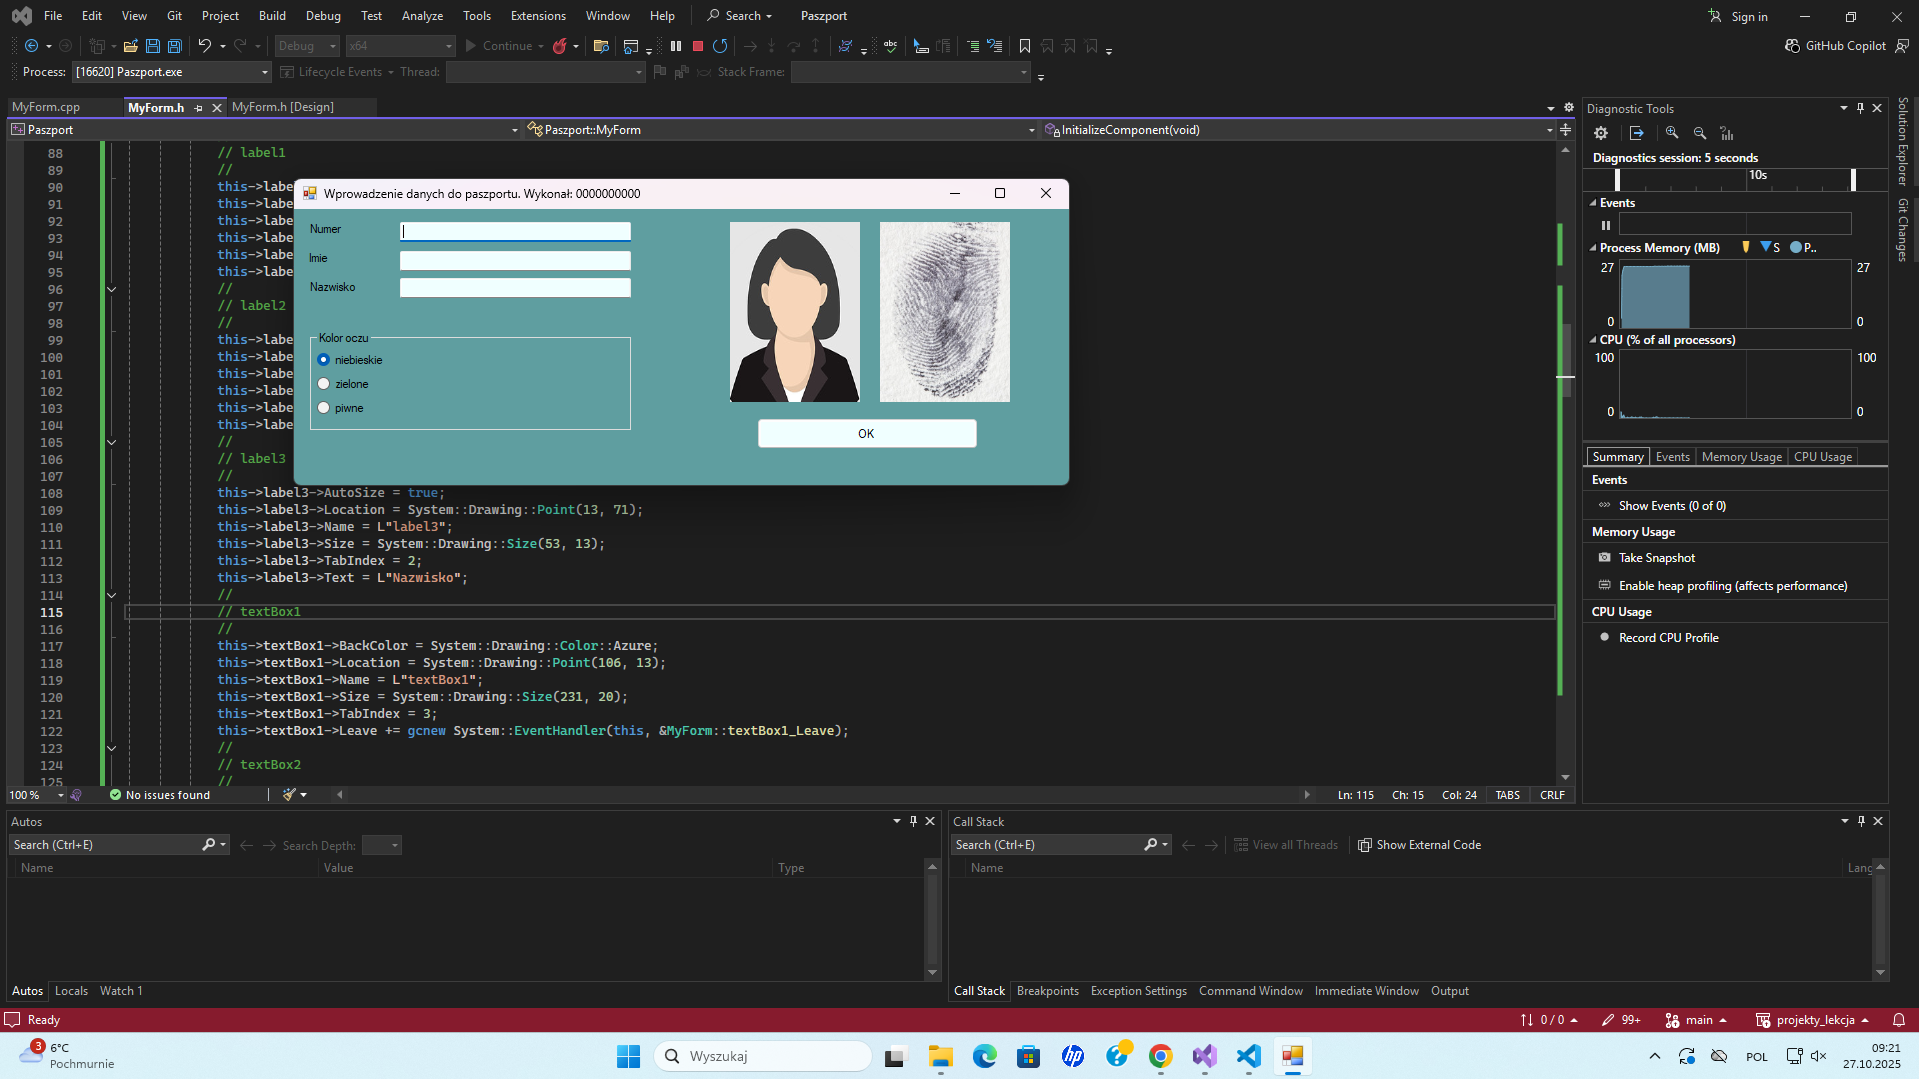 File Edit View Git Project Build Debug Test Analyze Tools Extensions Window Help Search Paszport Sign in
Debug x64 Continue GitHub Copilot
Process: [16620] Paszport.exe Lifecycle Events Thread: Stack Frame:
MyForm.cpp MyForm.h MyForm.h [Design]
Paszport Paszport::MyForm InitializeComponent(void)
88 // label1
89 //
90 this->labe
91 this->labe
92 this->labe
93 this->labe
94 this->labe
95 this->labe
96 //
97 // label2
98 //
99 this->labe
100 this->labe
101 this->labe
102 this->labe
103 this->labe
104 this->labe
105 //
106 // label3
107 //
108 this->label3->AutoSize = true;
109 this->label3->Location = System::Drawing::Point(13, 71);
110 this->label3->Name = L"label3";
111 this->label3->Size = System::Drawing::Size(53, 13);
112 this->label3->TabIndex = 2;
113 this->label3->Text = L"Nazwisko";
114 //
115 // textBox1
116 //
117 this->textBox1->BackColor = System::Drawing::Color::Azure;
118 this->textBox1->Location = System::Drawing::Point(106, 13);
119 this->textBox1->Name = L"textBox1";
120 this->textBox1->Size = System::Drawing::Size(231, 20);
121 this->textBox1->TabIndex = 3;
122 this->textBox1->Leave += gcnew System::EventHandler(this, &MyForm::textBox1_Leave);
123 //
124 // textBox2
125 //
Wprowadzenie danych do paszportu. Wykonał: 0000000000
Numer
Imie
Nazwisko
Kolor oczu
niebieskie
zielone
piwne
OK
100 % No issues found Ln: 115 Ch: 15 Col: 24 TABS CRLF
Diagnostic Tools
Diagnostics session: 5 seconds
10s
Events
Process Memory (MB) S P..
27 27
0 0
CPU (% of all processors)
100 100
0 0
Summary Events Memory Usage CPU Usage
Events
Show Events (0 of 0)
Memory Usage
Take Snapshot
Enable heap profiling (affects performance)
CPU Usage
Record CPU Profile
Solution Explorer
Git Changes
Autos
Search (Ctrl+E) Search Depth:
Name Value Type
Autos Locals Watch 1
Call Stack
Search (Ctrl+E) View all Threads Show External Code
Name Lang
Call Stack Breakpoints Exception Settings Command Window Immediate Window Output
Ready 0 / 0 99+ main projekty_lekcja
3
6°C
Pochmurnie
Wyszukaj
hp
POL
09:21
27.10.2025